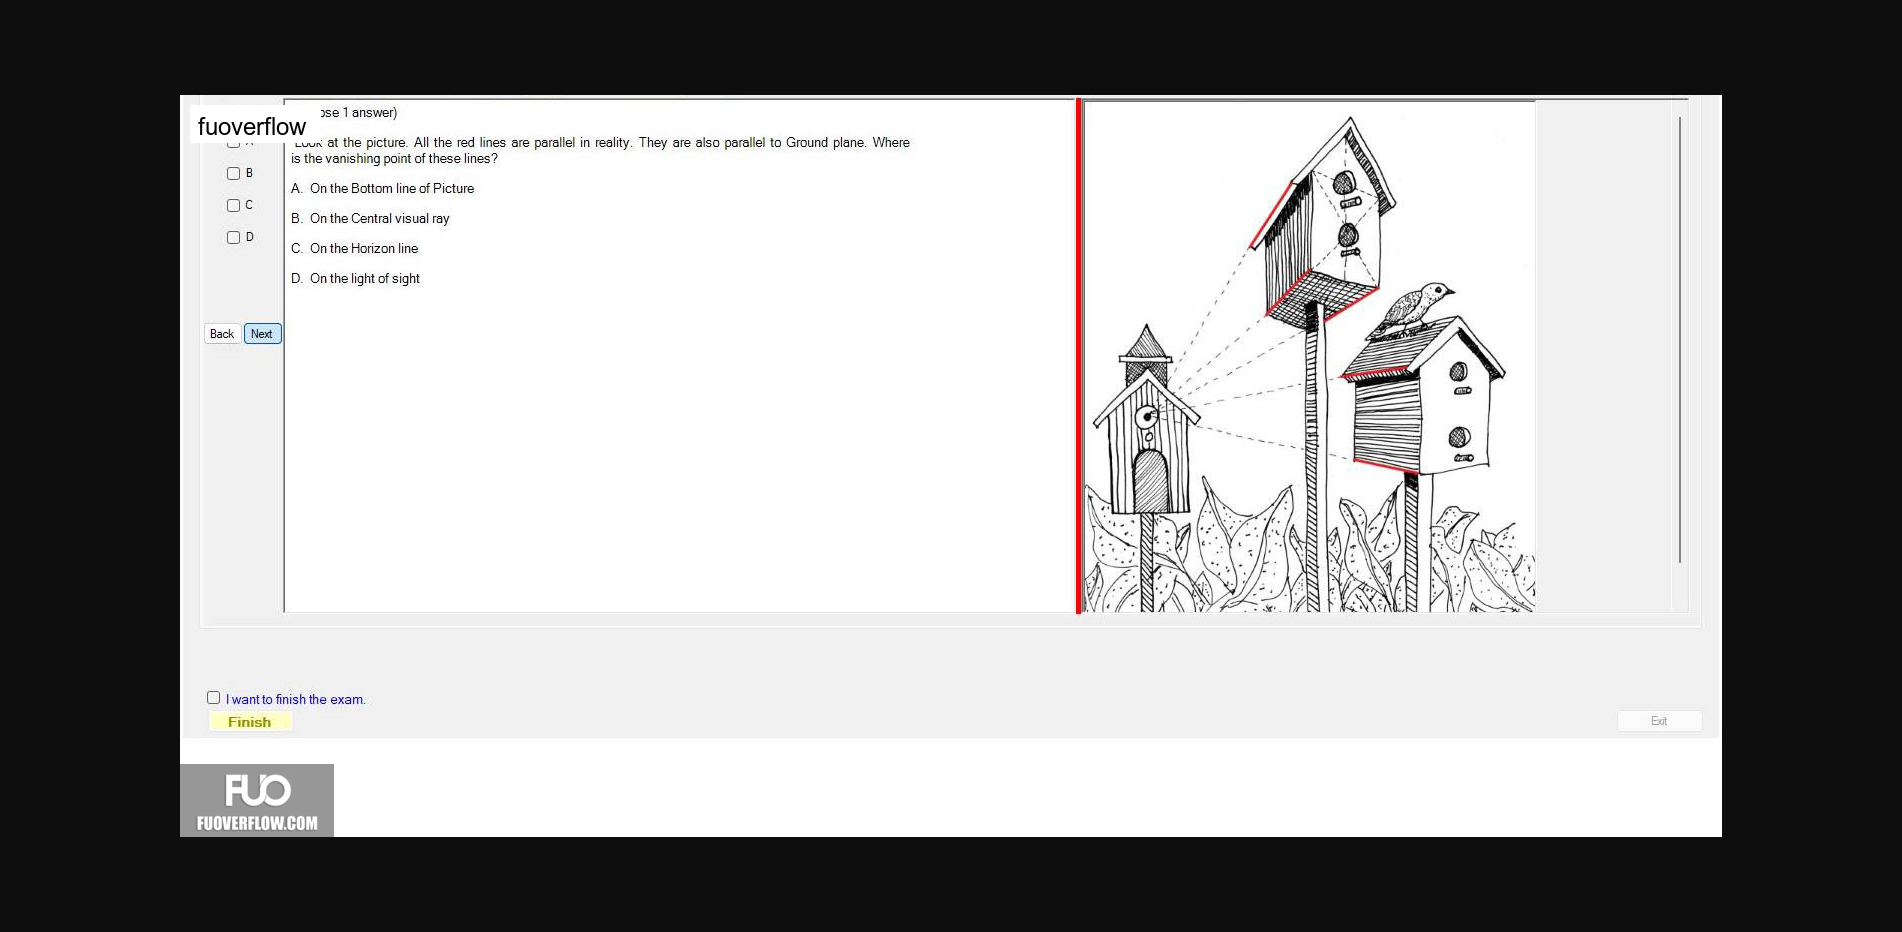 ose 1 answer)
fuoverflow
Look at the picture. All the red lines are parallel in reality. They are also parallel to Ground plane. Where
is the vanishing point of these lines?
B
C
D
A. On the Bottom line of Picture
B. On the Central visual ray
C. On the Horizon line
D. On the light of sight
Back Next
I want to finish the exam.
Finish
Exit
FUO
FUOVERFLOW.COM